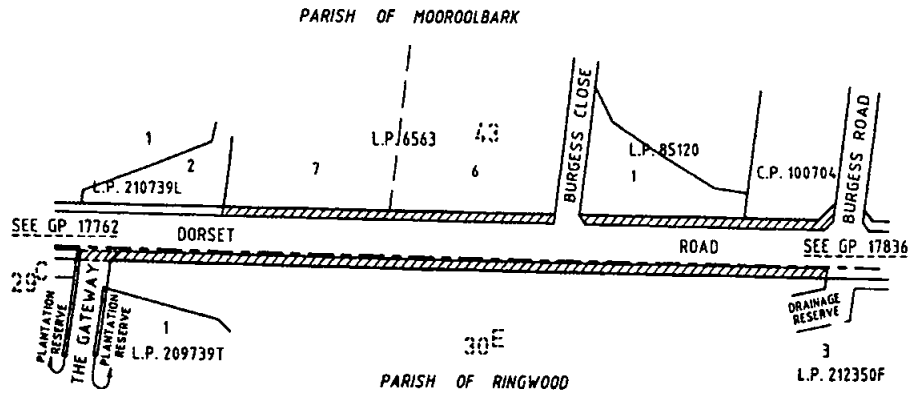 PARISH OF MOOROOLBARK
BURGESS CLOSE
BURGESS ROAD
1
2
L.P. 210739L
L.P. 6563
43
7
6
L.P. 85120
1
C.P. 100704
SEE GP 17762
DORSET
ROAD
SEE GP 17836
PLANTATION RESERVE
THE GATEWAY
PLANTATION RESERVE
1
L.P. 209739T
30E
DRAINAGE
RESERVE
3
L.P. 212350F
PARISH OF RINGWOOD